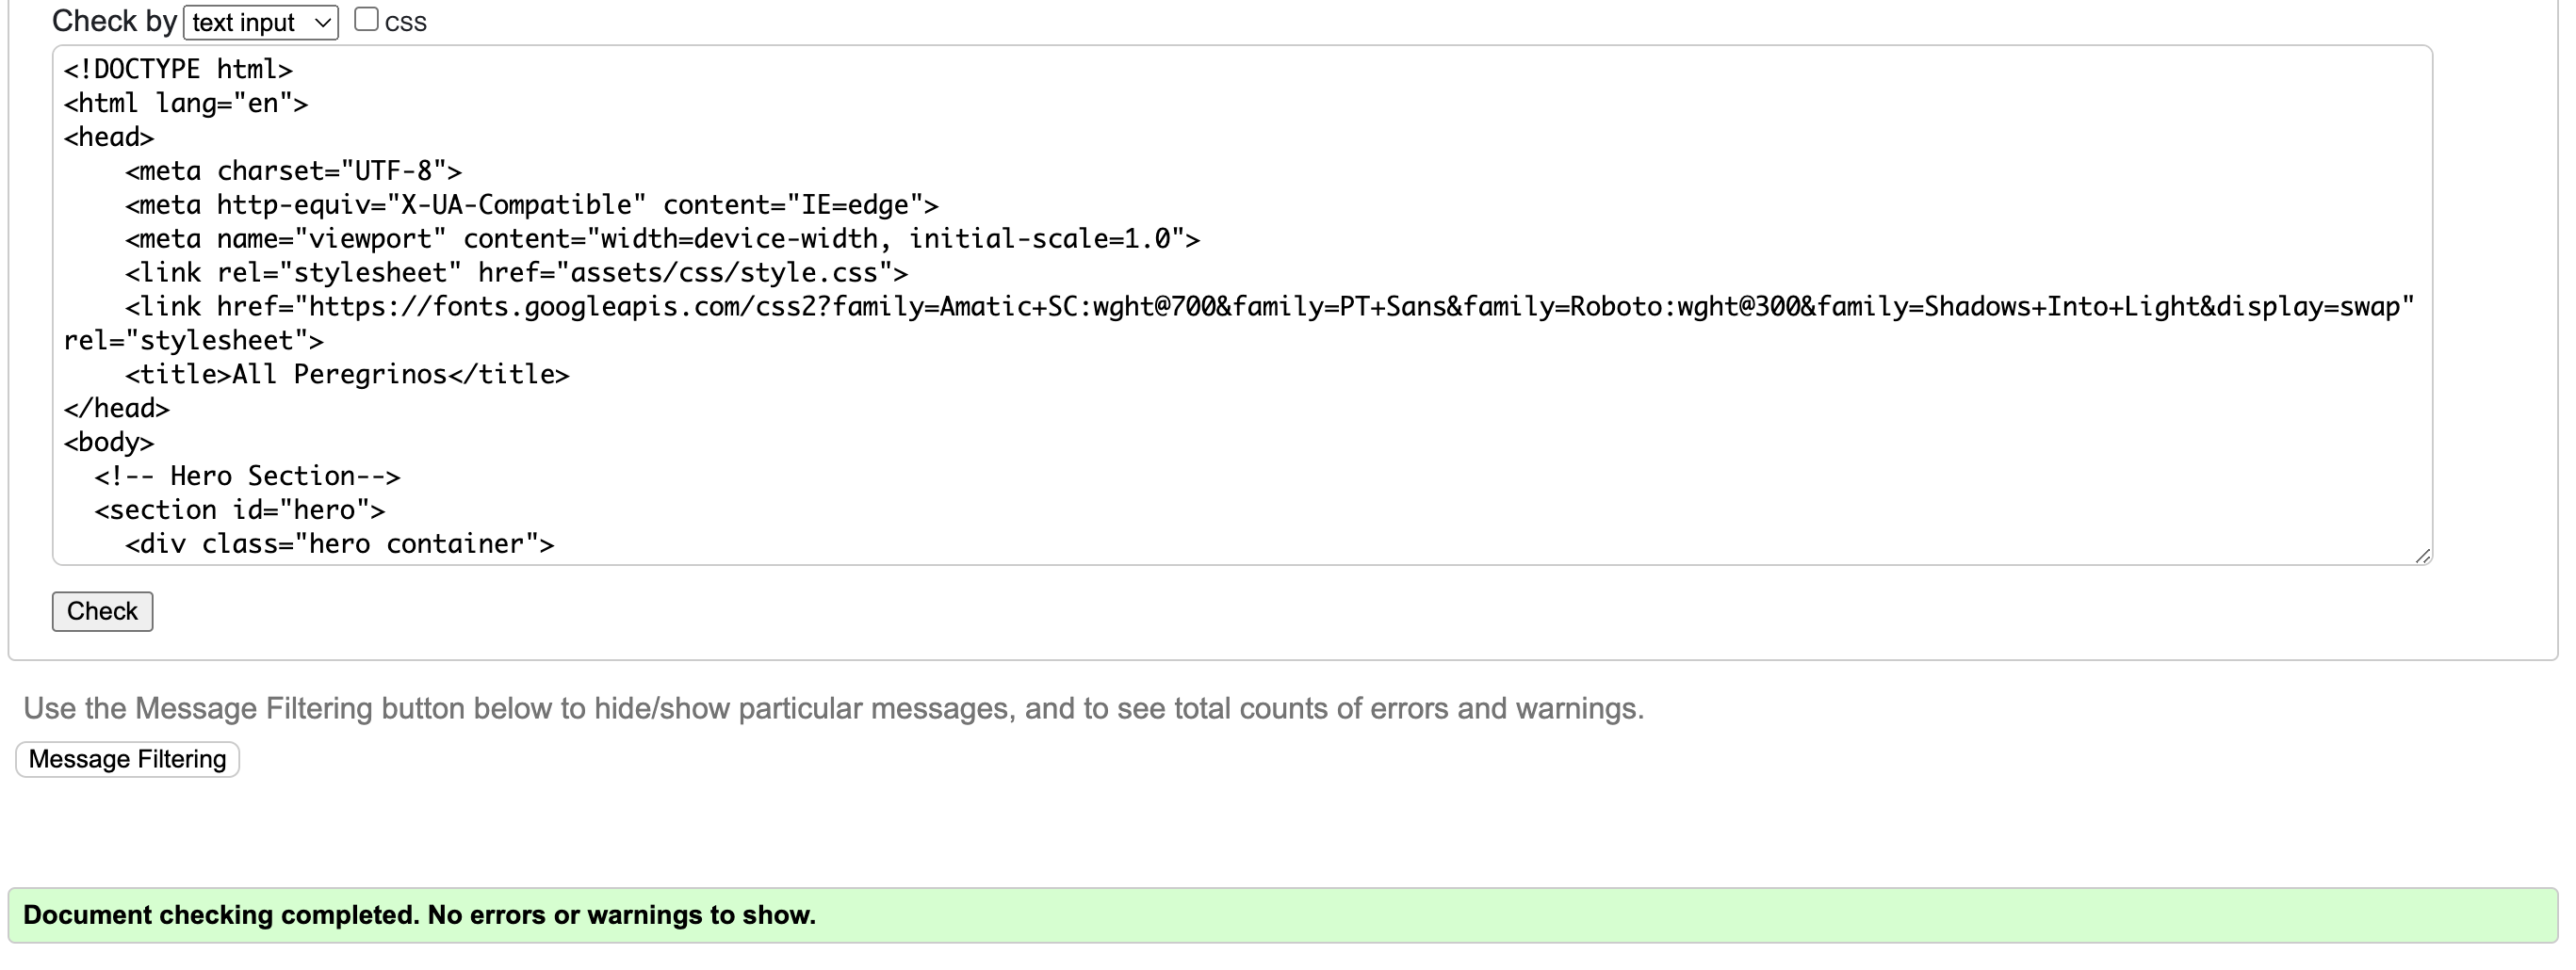 Check by text input css
<!DOCTYPE html>
<html lang="en">
<head>
    <meta charset="UTF-8">
    <meta http-equiv="X-UA-Compatible" content="IE=edge">
    <meta name="viewport" content="width=device-width, initial-scale=1.0">
    <link rel="stylesheet" href="assets/css/style.css">
    <link href="https://fonts.googleapis.com/css2?family=Amatic+SC:wght@700&family=PT+Sans&family=Roboto:wght@300&family=Shadows+Into+Light&display=swap"
rel="stylesheet">
    <title>All Peregrinos</title>
</head>
<body>
  <!-- Hero Section-->
  <section id="hero">
    <div class="hero container">
Check
Use the Message Filtering button below to hide/show particular messages, and to see total counts of errors and warnings.
Message Filtering
Document checking completed. No errors or warnings to show.